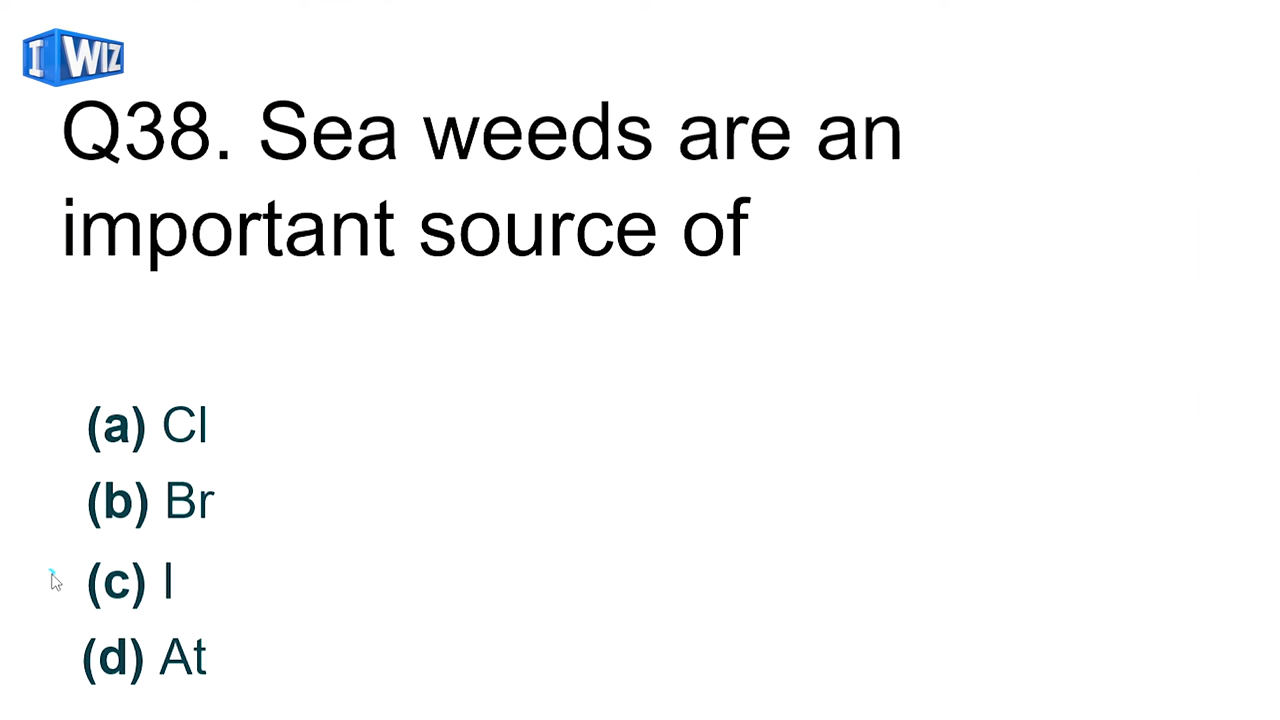 I WIZ
Q38. Sea weeds are an
important source of
(a) Cl
(b) Br
(c) I
(d) At